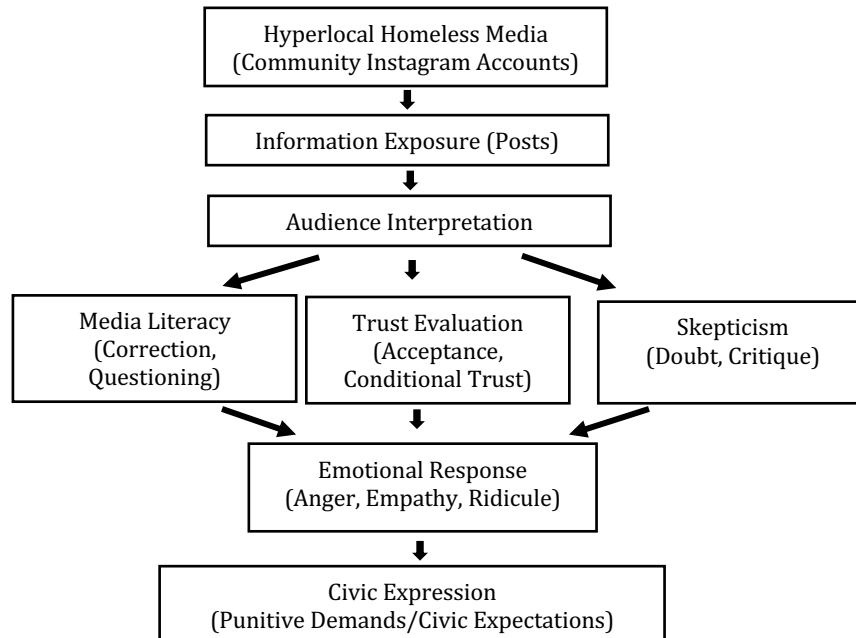 Hyperlocal Homeless Media
(Community Instagram Accounts)
Information Exposure (Posts)
Audience Interpretation
Media Literacy
(Correction,
Questioning)
Trust Evaluation
(Acceptance,
Conditional Trust)
Skepticism
(Doubt, Critique)
Emotional Response
(Anger, Empathy, Ridicule)
Civic Expression
(Punitive Demands/Civic Expectations)